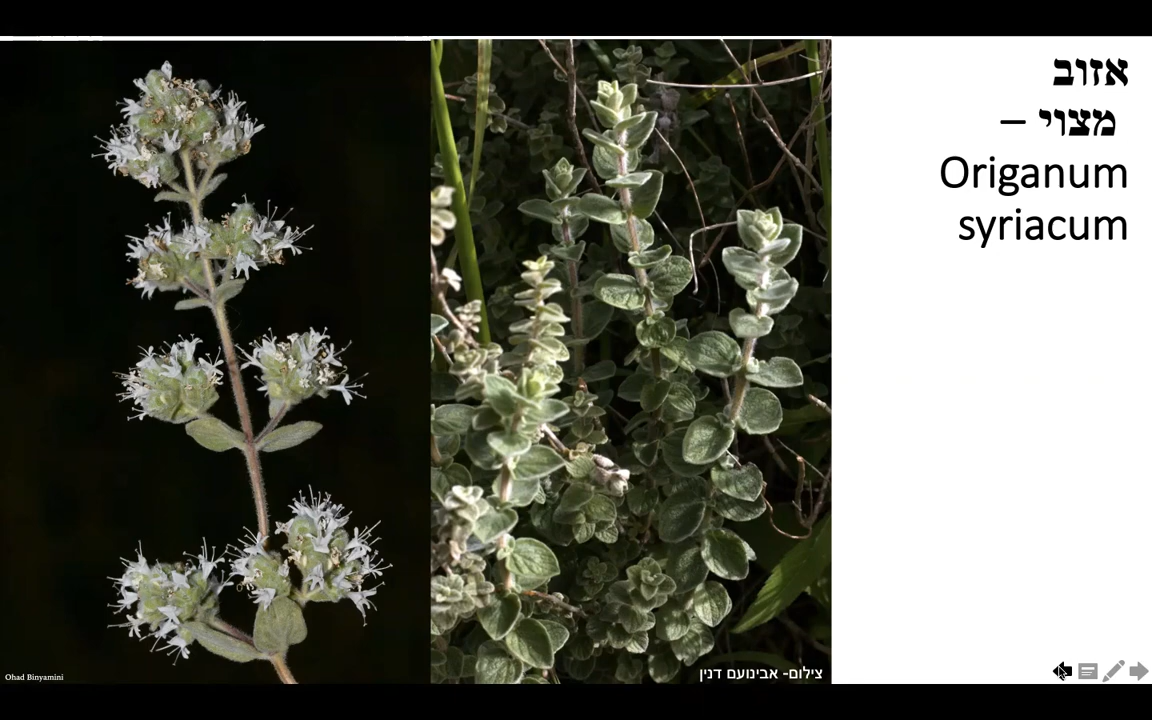 אזוב
מצוי –
Origanum
syriacum
צילום- אבינועם דנין
Ohad Binyamini